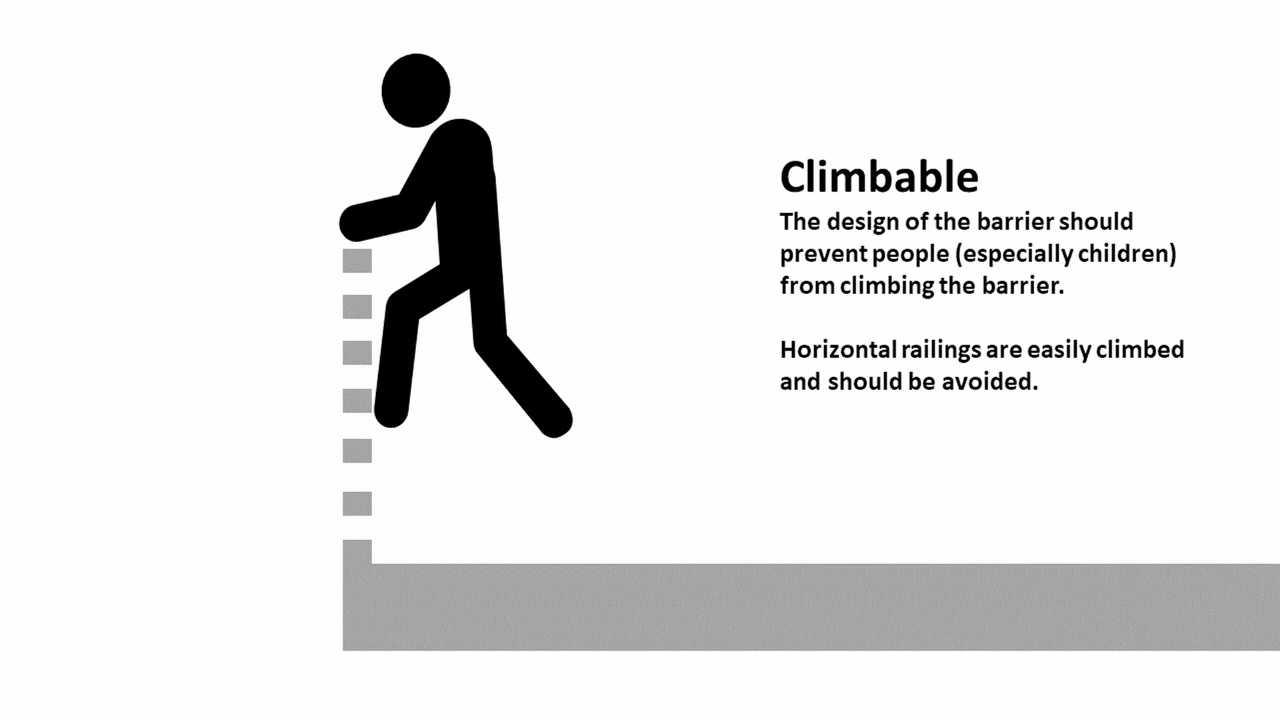 Climbable
The design of the barrier should
prevent people (especially children)
from climbing the barrier.
Horizontal railings are easily climbed
and should be avoided.